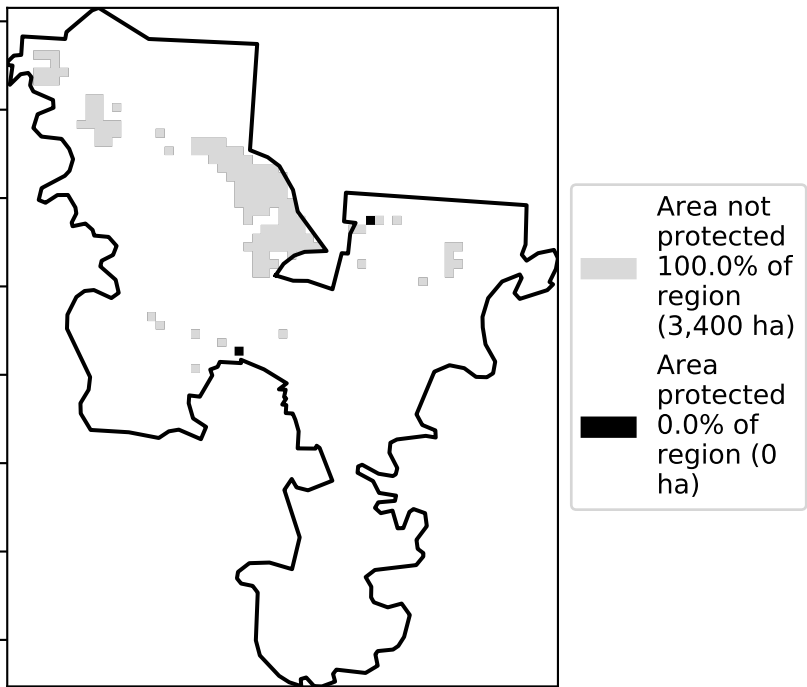 Area not
protected
100.0% of
region
(3,400 ha)
Area
protected
0.0% of
region (0
ha)